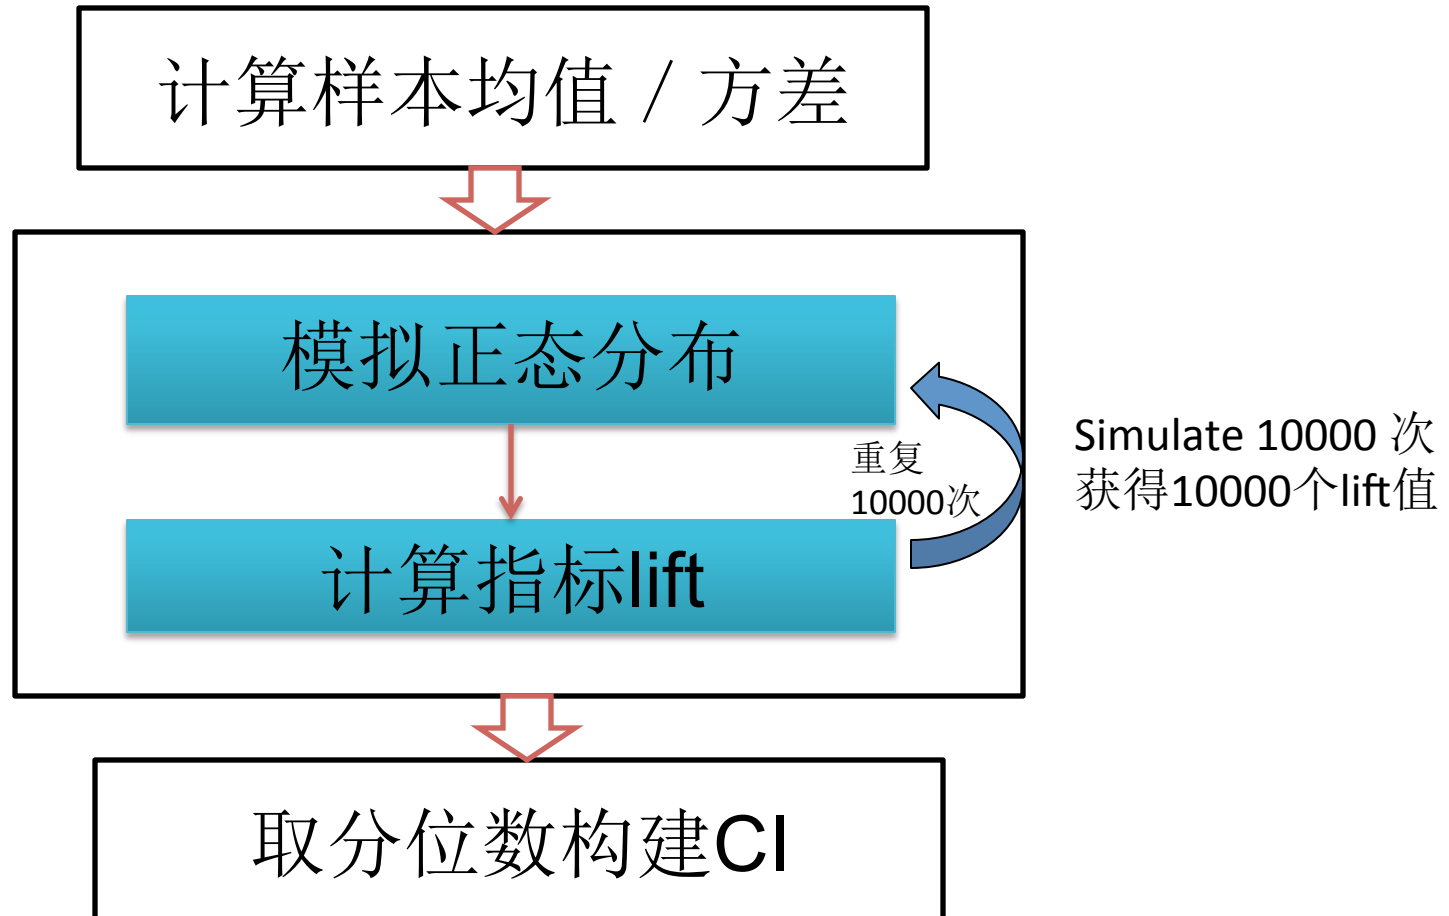 计算样本均值 / 方差
模拟正态分布
重复
10000次
Simulate 10000 次
获得10000个lift值
计算指标lift
取分位数构建CI